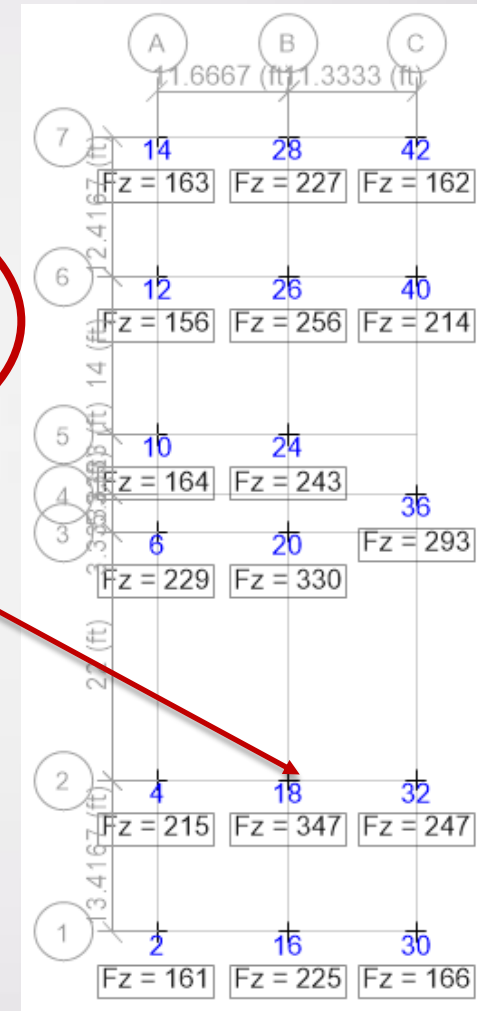 A B C
11.6667 (ft) 11.3333 (ft)
7
14 28 42
Fz = 163 Fz = 227 Fz = 162
12.4167 (ft)
6
12 26 40
Fz = 156 Fz = 256 Fz = 214
14 (ft)
5
10 24
Fz = 164 Fz = 243
4
36
3
6 20
Fz = 293
Fz = 229 Fz = 330
22 (ft)
2
4 18 32
Fz = 215 Fz = 347 Fz = 247
13.4167 (ft)
1
2 16 30
Fz = 161 Fz = 225 Fz = 166